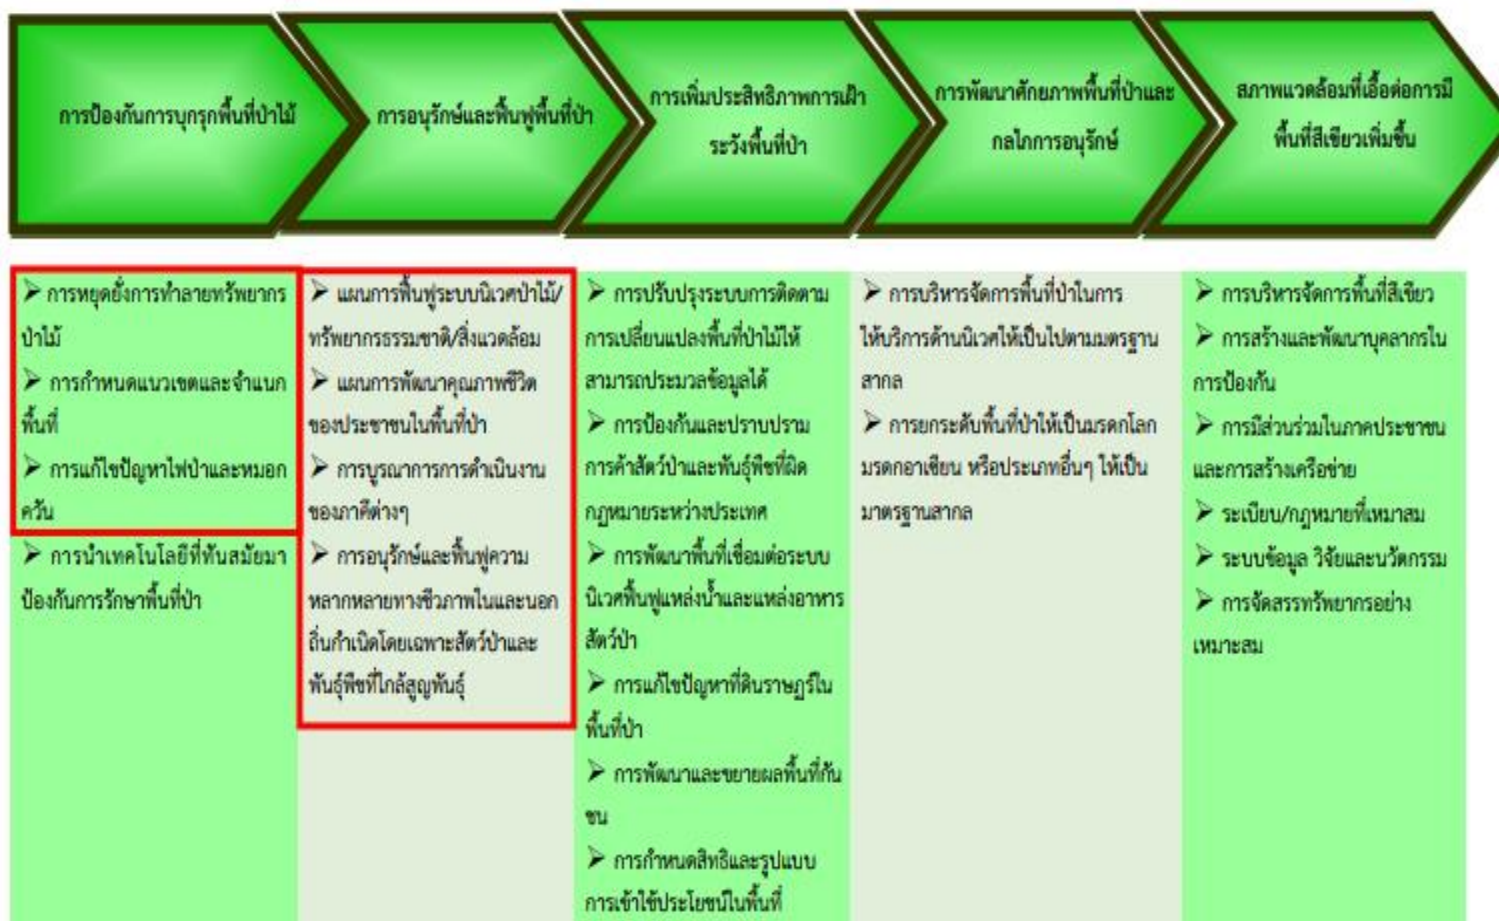 การป้องกันการบุกรุกพื้นที่ป่าไม้
การอนุรักษ์และฟื้นฟูพื้นที่ป่า
การเพิ่มประสิทธิภาพการเฝ้า
ระวังพื้นที่ป่า
การพัฒนาศักยภาพพื้นที่ป่าและ
กลไกการอนุรักษ์
สภาพแวดล้อมที่เอื้อต่อการมี
พื้นที่สีเขียวเพิ่มขึ้น
➢ การหยุดยั้งการทำลายทรัพยากร
ป่าไม้
➢ การกำหนดแนวเขตและจำแนก
พื้นที่
➢ การแก้ไขปัญหาไฟป่าและหมอก
ควัน
➢ การนำเทคโนโลยีที่ทันสมัยมา
ป้องกันการรักษาพื้นที่ป่า
➢ แผนการฟื้นฟูระบบนิเวศป่าไม้/
ทรัพยากรธรรมชาติ/สิ่งแวดล้อม
➢ แผนการพัฒนาคุณภาพชีวิต
ของประชาชนในพื้นที่ป่า
➢ การบูรณาการการดำเนินงาน
ของภาคีต่างๆ
➢ การอนุรักษ์และฟื้นฟูความ
หลากหลายทางชีวภาพในและนอก
ถิ่นกำเนิดโดยเฉพาะสัตว์ป่าและ
พันธุ์พืชที่ใกล้สูญพันธุ์
➢ การปรับปรุงระบบการติดตาม
การเปลี่ยนแปลงพื้นที่ป่าไม้ให้
สามารถประมวลข้อมูลได้
➢ การป้องกันและปราบปราม
การค้าสัตว์ป่าและพันธุ์พืชที่ผิด
กฎหมายระหว่างประเทศ
➢ การพัฒนาพื้นที่เชื่อมต่อระบบ
นิเวศฟื้นฟูแหล่งน้ำและแหล่งอาหาร
สัตว์ป่า
➢ การแก้ไขปัญหาที่ดินราษฎร์ใน
พื้นที่ป่า
➢ การพัฒนาและขยายผลพื้นที่กัน
ชน
➢ การกำหนดสิทธิและรูปแบบ
การเข้าใช้ประโยชน์ในพื้นที่
➢ การบริหารจัดการพื้นที่ป่าในการ
ให้บริการด้านนิเวศให้เป็นไปตามมตรฐาน
สากล
➢ การยกระดับพื้นที่ป่าให้เป็นมรดกโลก
มรดกอาเซียน หรือประเภทอื่นๆ ให้เป็น
มาตรฐานสากล
➢ การบริหารจัดการพื้นที่สีเขียว
➢ การสร้างและพัฒนาบุคลากรใน
การป้องกัน
➢ การมีส่วนร่วมในภาคประชาชน
และการสร้างเครือข่าย
➢ ระเบียบ/กฎหมายที่เหมาสม
➢ ระบบข้อมูล วิจัยและนวัตกรรม
➢ การจัดสรรทรัพยากรอย่าง
เหมาะสม